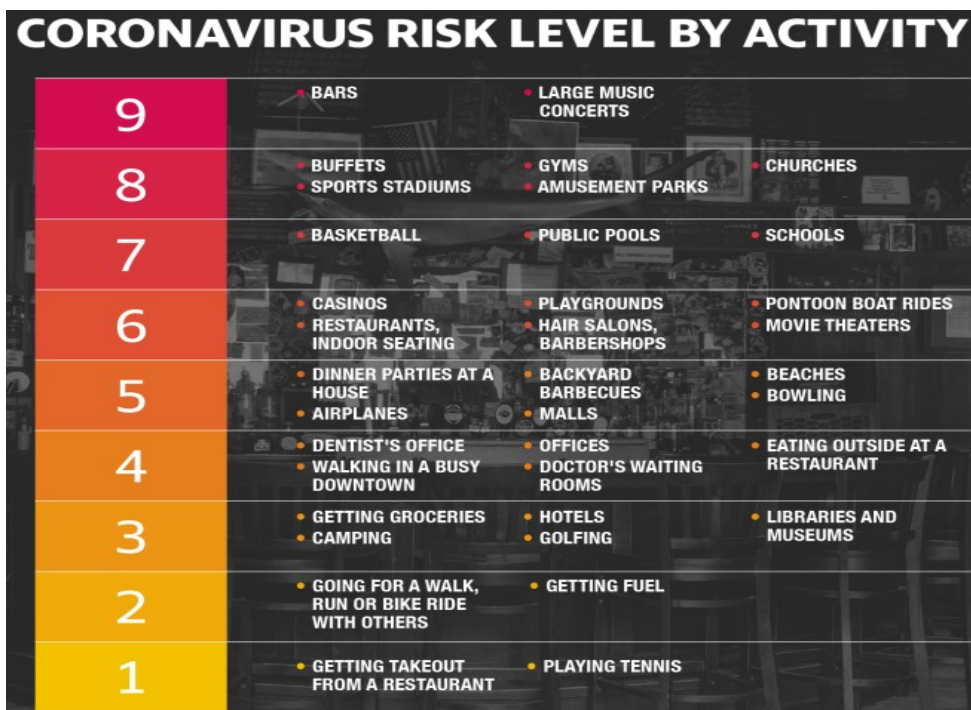 CORONAVIRUS RISK LEVEL BY ACTIVITY
9
BARS
LARGE MUSIC
CONCERTS
8
BUFFETS
SPORTS STADIUMS
GYMS
AMUSEMENT PARKS
CHURCHES
7
BASKETBALL
PUBLIC POOLS
SCHOOLS
6
CASINOS
RESTAURANTS,
INDOOR SEATING
PLAYGROUNDS
HAIR SALONS,
BARBERSHOPS
PONTOON BOAT RIDES
MOVIE THEATERS
5
DINNER PARTIES AT A
HOUSE
AIRPLANES
BACKYARD
BARBECUES
MALLS
BEACHES
BOWLING
4
DENTIST'S OFFICE
WALKING IN A BUSY
DOWNTOWN
OFFICES
DOCTOR'S WAITING
ROOMS
EATING OUTSIDE AT A
RESTAURANT
3
GETTING GROCERIES
CAMPING
HOTELS
GOLFING
LIBRARIES AND
MUSEUMS
2
GOING FOR A WALK,
RUN OR BIKE RIDE
WITH OTHERS
GETTING FUEL
1
GETTING TAKEOUT
FROM A RESTAURANT
PLAYING TENNIS